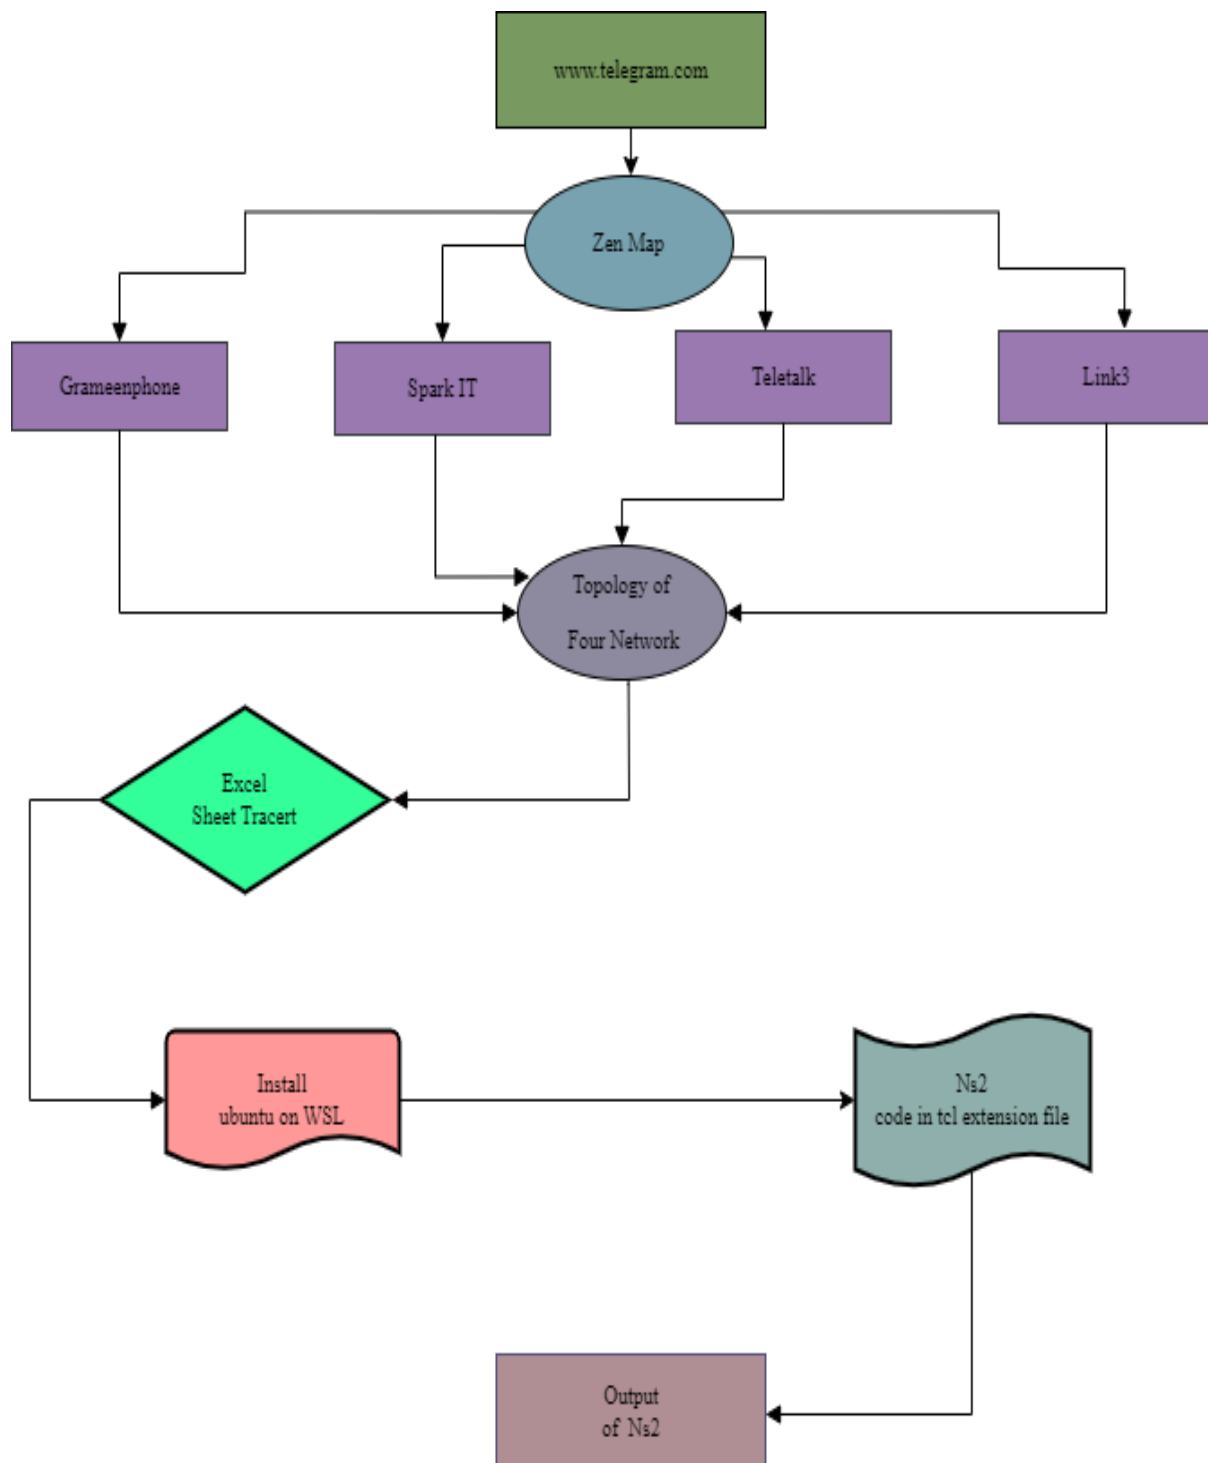 www.telegram.com
Zen Map
Grameenphone
Spark IT
Teletalk
Link3
Topology of
Four Network
Excel
Sheet Tracert
Install
ubuntu on WSL
Ns2
code in tcl extension file
Output
of Ns2